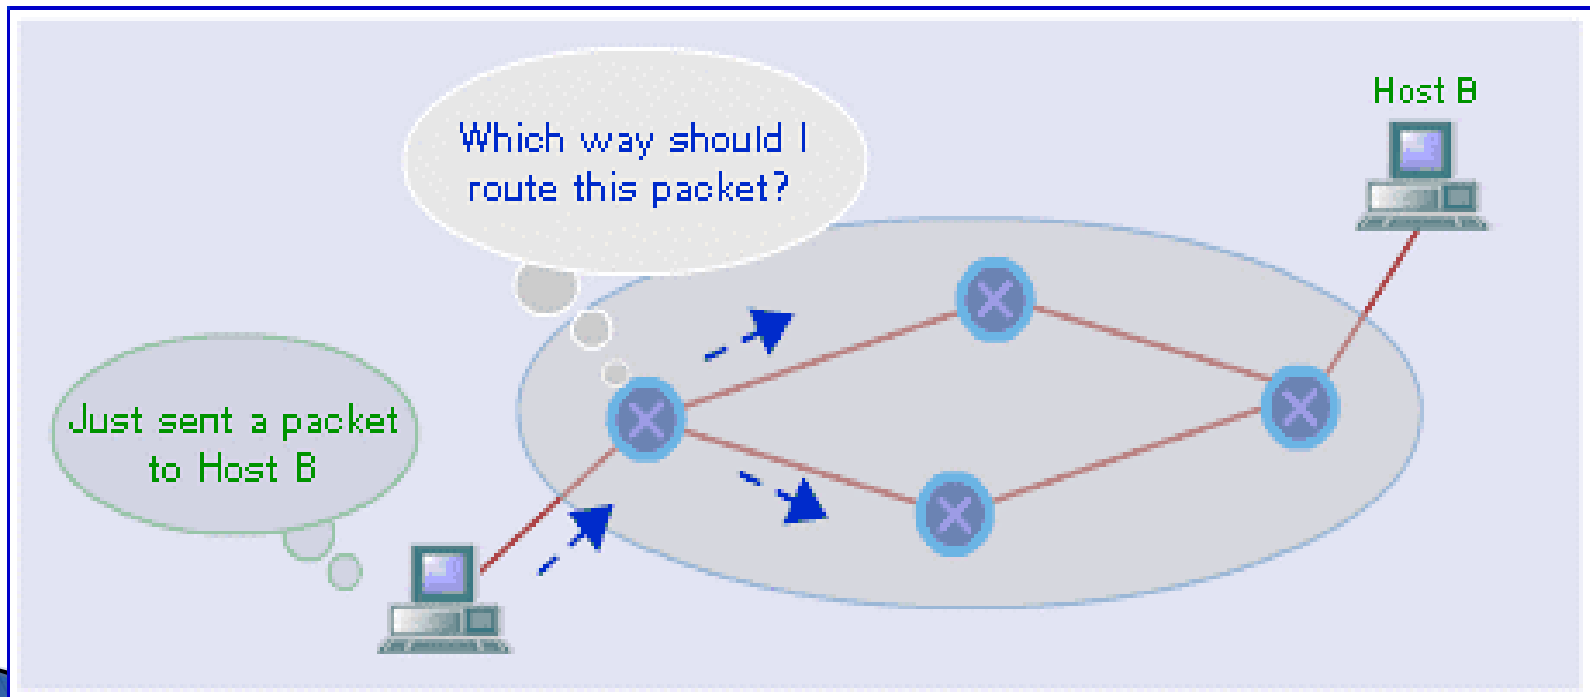 Which way should I
route this packet?
Host B
Just sent a packet
to Host B